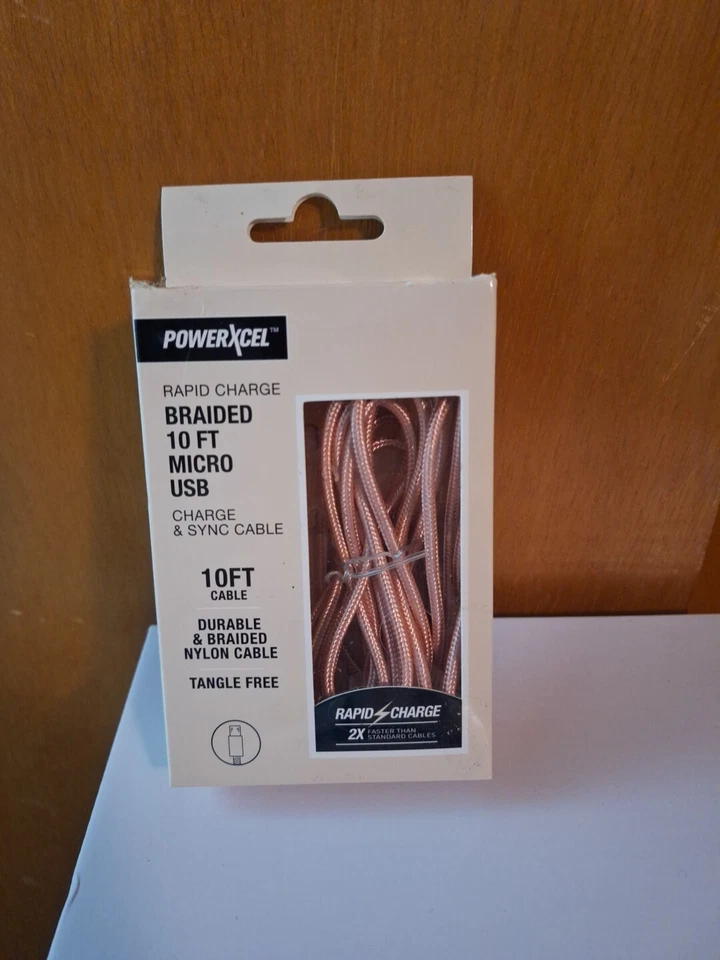 POWERXCEL™
RAPID CHARGE
BRAIDED
10 FT
MICRO
USB
CHARGE
& SYNC CABLE
10FT
CABLE
DURABLE
& BRAIDED
NYLON CABLE
TANGLE FREE
RAPID CHARGE
2X FASTER THAN
STANDARD CABLES